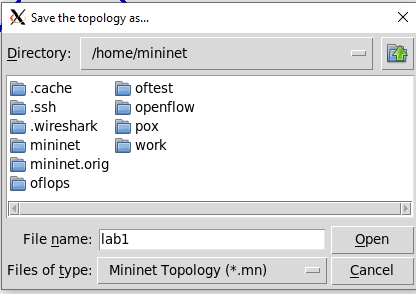 Save the topology as...
Directory: /home/mininet
.cache oftest
.ssh openflow
.wireshark pox
mininet work
mininet.orig
oflops
File name: lab1 Open
Files of type: Mininet Topology (*.mn) Cancel